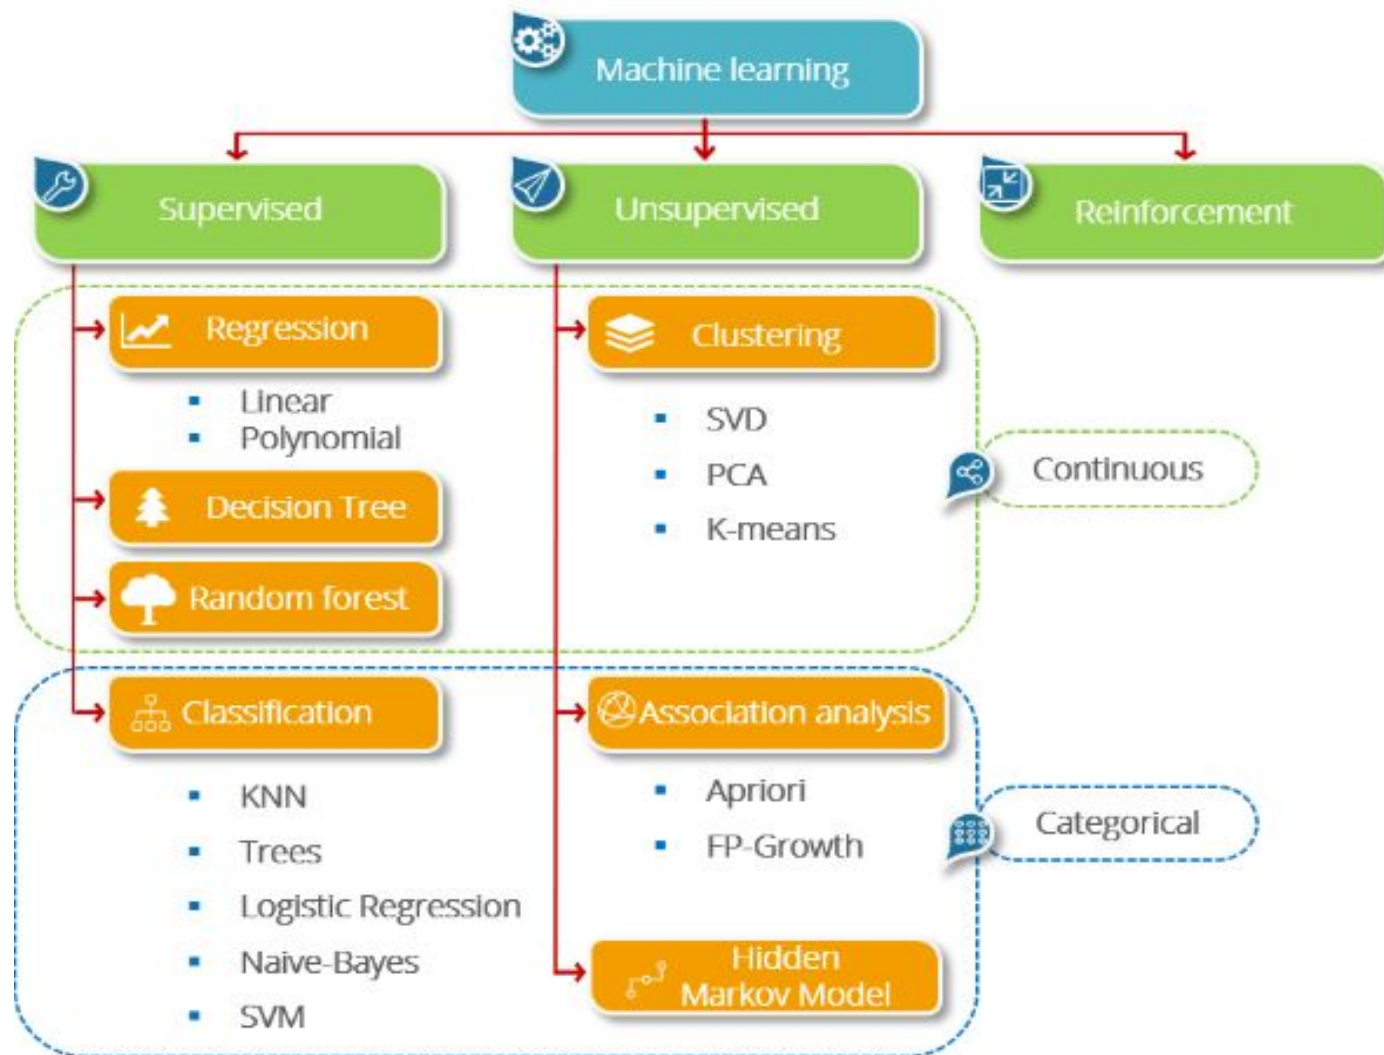 Machine learning
Supervised
Unsupervised
Reinforcement
Regression
Linear
Polynomial
Decision Tree
Random forest
Clustering
SVD
PCA
K-means
Continuous
Classification
KNN
Trees
Logistic Regression
Naive-Bayes
SVM
Association analysis
Apriori
FP-Growth
Hidden
Markov Model
Categorical